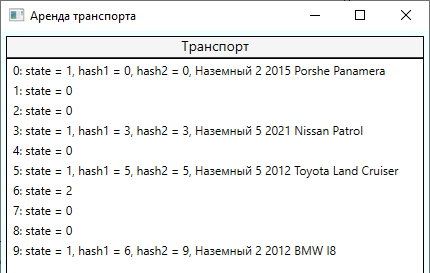 Аренда транспорта
Транспорт
0: state = 1, hash1 = 0, hash2 = 0, Наземный 2 2015 Porshe Panamera
1: state = 0
2: state = 0
3: state = 1, hash1 = 3, hash2 = 3, Наземный 5 2021 Nissan Patrol
4: state = 0
5: state = 1, hash1 = 5, hash2 = 5, Наземный 5 2012 Toyota Land Cruiser
6: state = 2
7: state = 0
8: state = 0
9: state = 1, hash1 = 6, hash2 = 9, Наземный 2 2012 BMW I8